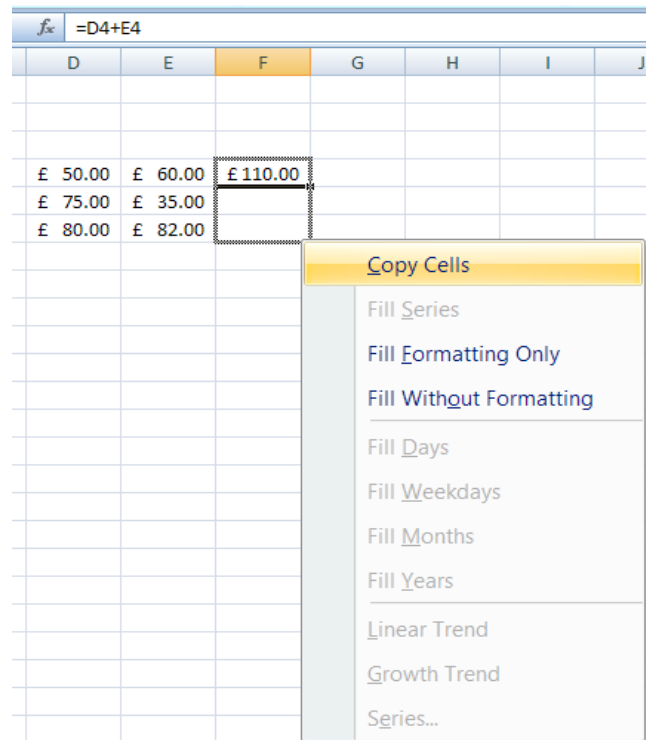 fx =D4+E4
D E F G H I J
£ 50.00 £ 60.00 £ 110.00
£ 75.00 £ 35.00
£ 80.00 £ 82.00
Copy Cells
Fill Series
Fill Formatting Only
Fill Without Formatting
Fill Days
Fill Weekdays
Fill Months
Fill Years
Linear Trend
Growth Trend
Series...